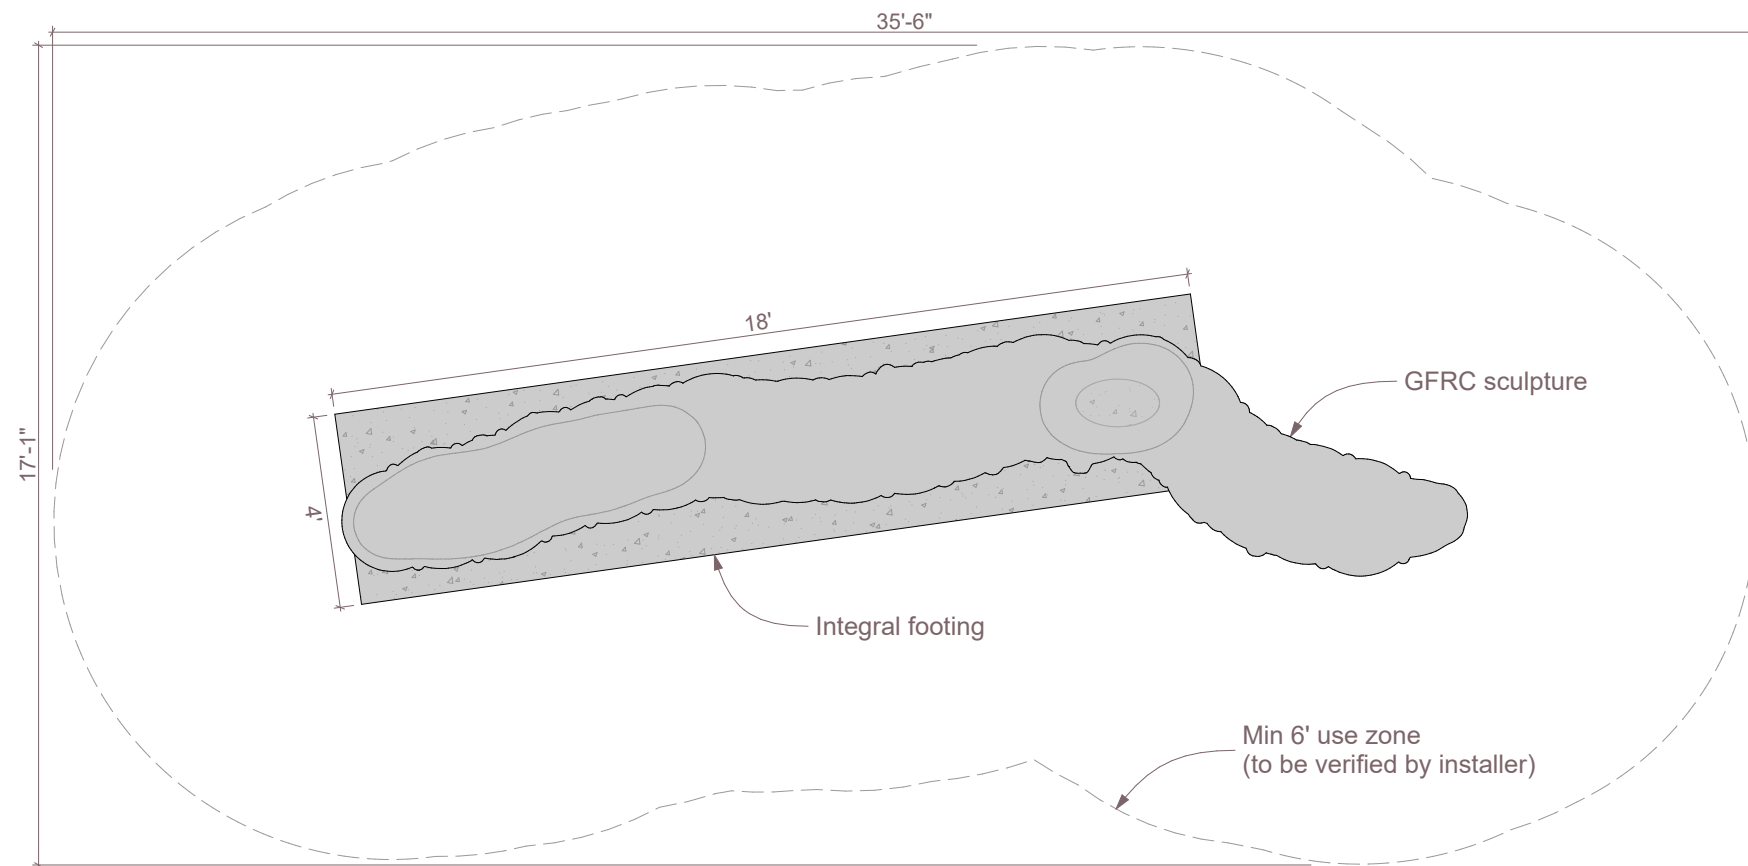 35'-6"
18'
GFRC sculpture
17'-1"
4'
Integral footing
Min 6' use zone
(to be verified by installer)